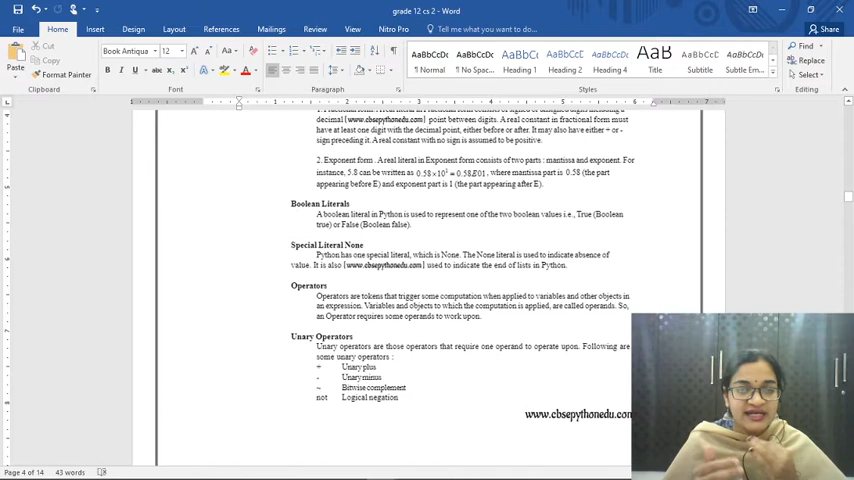 grade 12 cs 2 - Word
File Home Insert Design Layout References Mailings Review View Nitro Pro Tell me what you want to do... Share
Paste
Cut
Copy
Format Painter
Clipboard
Book Antiqua 12
B I U abc x₂ x²
Font
Paragraph
AaBbCcDc AaBbCcDc AaBbC AaBbCcC AaBbCcDc AaB AaBbCcC AaBbCcDc
¶ Normal ¶ No Spac... Heading 1 Heading 2 Heading 4 Title Subtitle Subtle Em...
Styles
Find
Replace
Select
Editing
decimal [www.cbsepythonedu.com] point between digits. A real constant in fractional form must
have at least one digit with the decimal point, either before or after. It may also have either + or -
sign preceding it. A real constant with no sign is assumed to be positive.
2. Exponent form . A real literal in Exponent form consists of two parts : mantissa and exponent. For
instance, 5.8 can be written as 0.58×10¹ = 0.58E01, where mantissa part is 0.58 (the part
appearing before E) and exponent part is 1 (the part appearing after E).
Boolean Literals
A boolean literal in Python is used to represent one of the two boolean values i.e., True (Boolean
true) or False (Boolean false).
Special Literal None
Python has one special literal, which is None. The None literal is used to indicate absence of
value. It is also [www.cbsepythonedu.com] used to indicate the end of lists in Python.
Operators
Operators are tokens that trigger some computation when applied to variables and other objects in
an expression. Variables and objects to which the computation is applied, are called operands. So,
an Operator requires some operands to work upon.
Unary Operators
Unary operators are those operators that require one operand to operate upon. Following are
some unary operators :
+ Unary plus
- Unary minus
~ Bitwise complement
not Logical negation
www.cbsepythonedu.com
Page 4 of 14 43 words